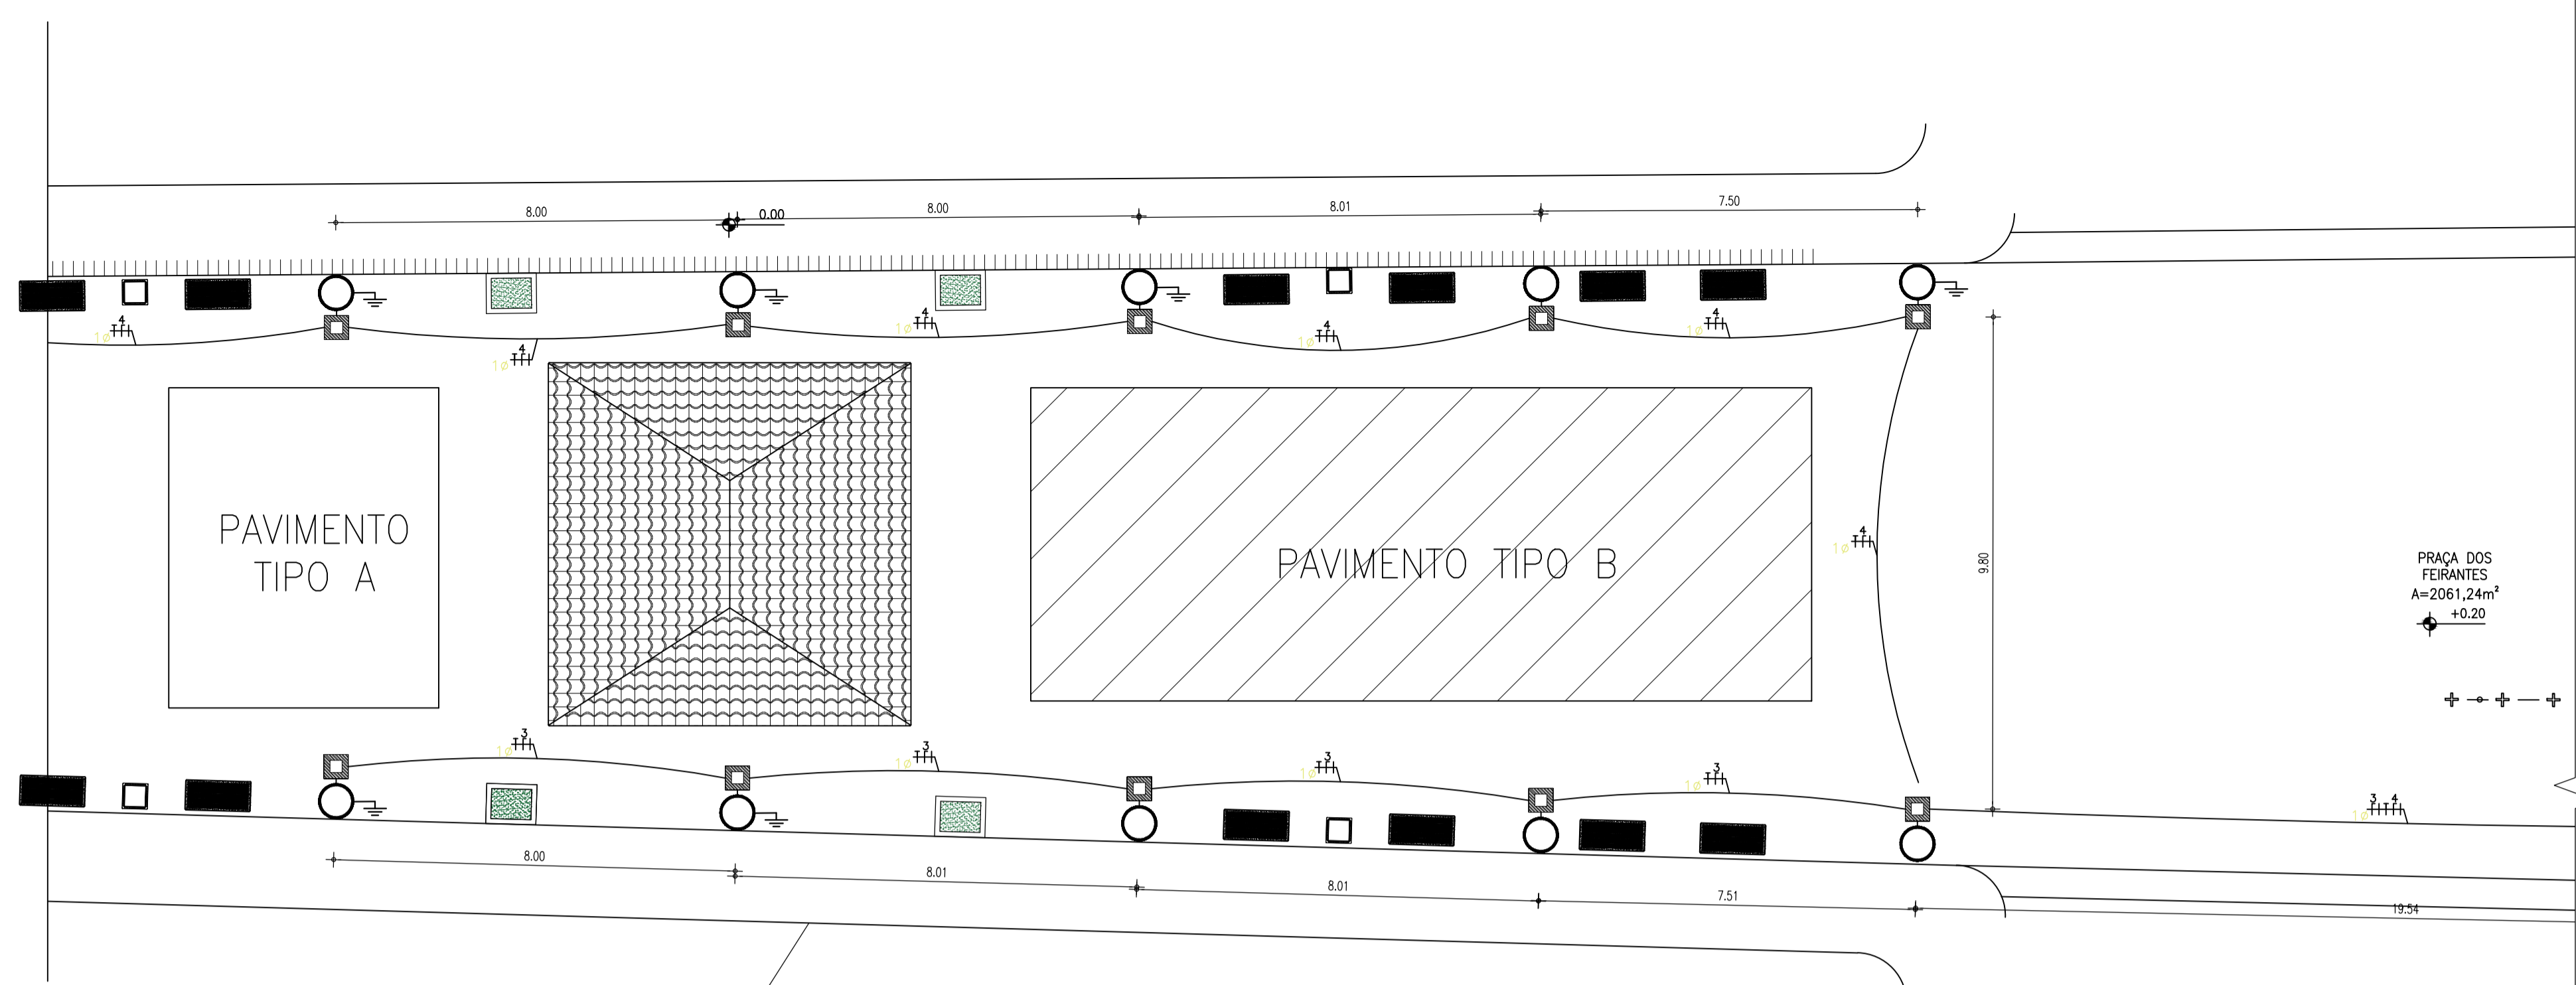 8.00
8.00
8.01
7.50
0.00
4
1ø
4
1ø
4
1ø
4
1ø
4
1ø
PAVIMENTO
TIPO A
PAVIMENTO TIPO B
4
1ø
9.80
PRAÇA DOS
FEIRANTES
A=2061,24m²
+0.20
3
1ø
3
1ø
3
1ø
3
1ø
3 4
1ø
8.00
8.01
8.01
7.51
19.54